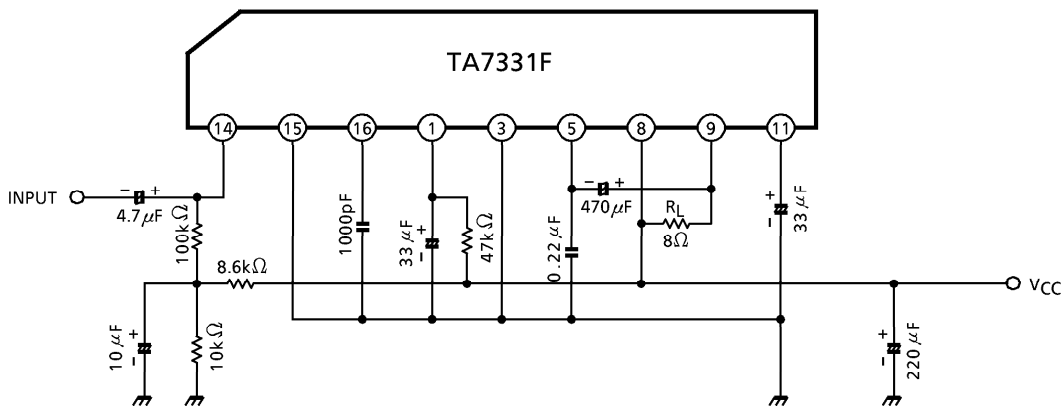 TA7331F
14 15 16 1 3 5 8 9 11
INPUT
− +
4.7μF
100kΩ
1000pF
33μF
+
−
47kΩ
− +
470μF
RL
8Ω
0.22μF
+
−
33μF
8.6kΩ
VCC
10μF
+
−
10kΩ
+
−
220μF